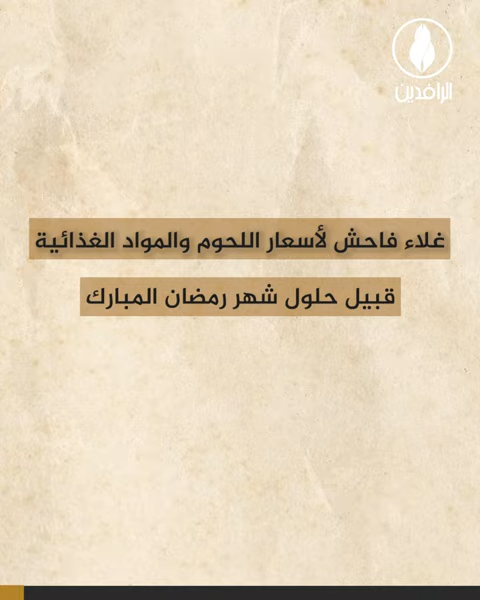 الرافدين
غلاء فاحش لأسعار اللحوم والمواد الغذائية
قبيل حلول شهر رمضان المبارك